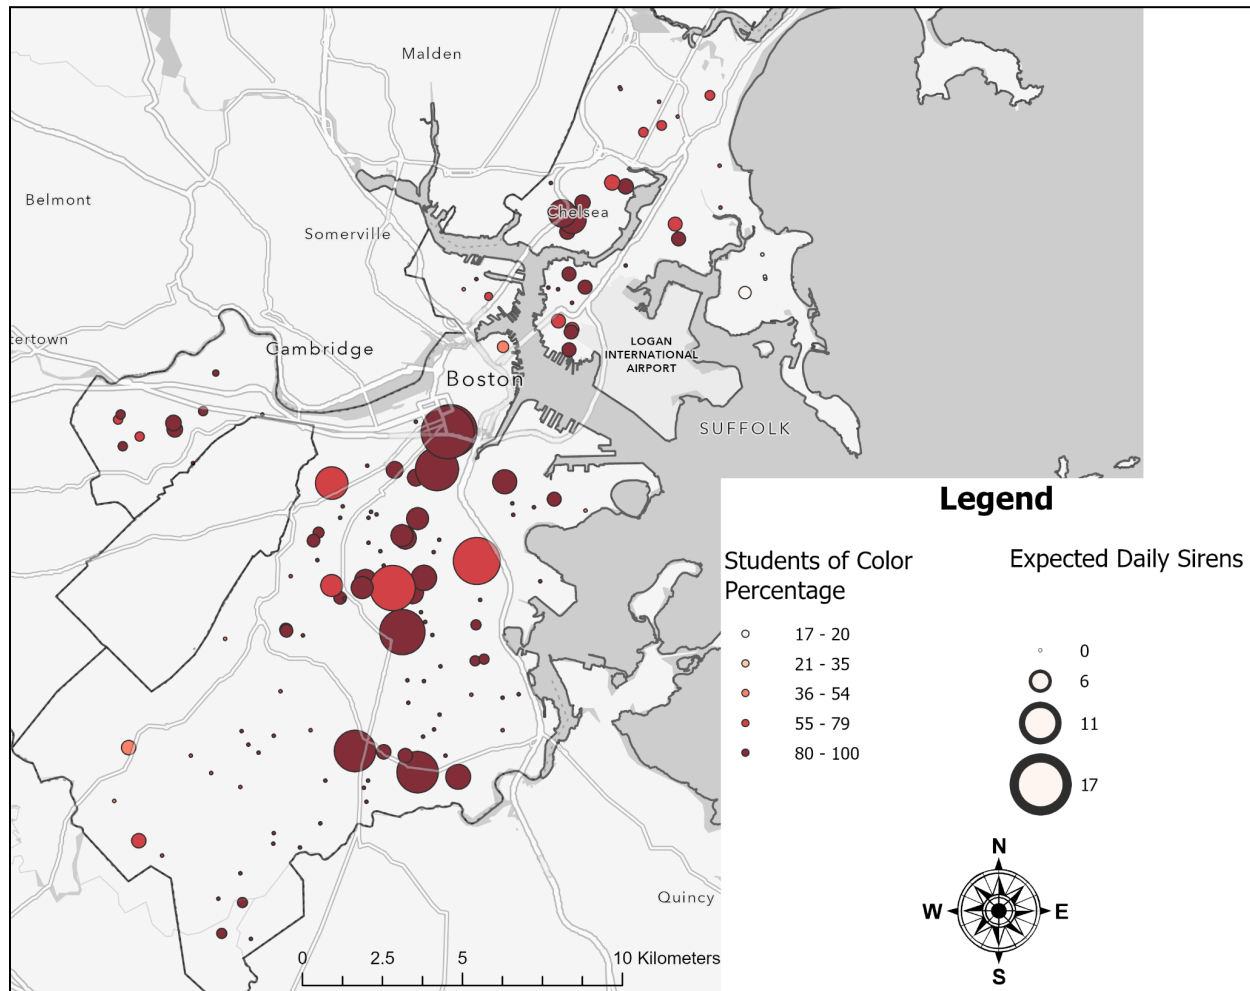 Malden
Belmont
Somerville
Chelsea
tertown
Cambridge
Boston
LOGAN
INTERNATIONAL
AIRPORT
SUFFOLK
Quincy
Legend
Students of Color
Percentage
17 - 20
21 - 35
36 - 54
55 - 79
80 - 100
Expected Daily Sirens
0
6
11
17
N
W
E
S
0 2.5 5 10 Kilometers